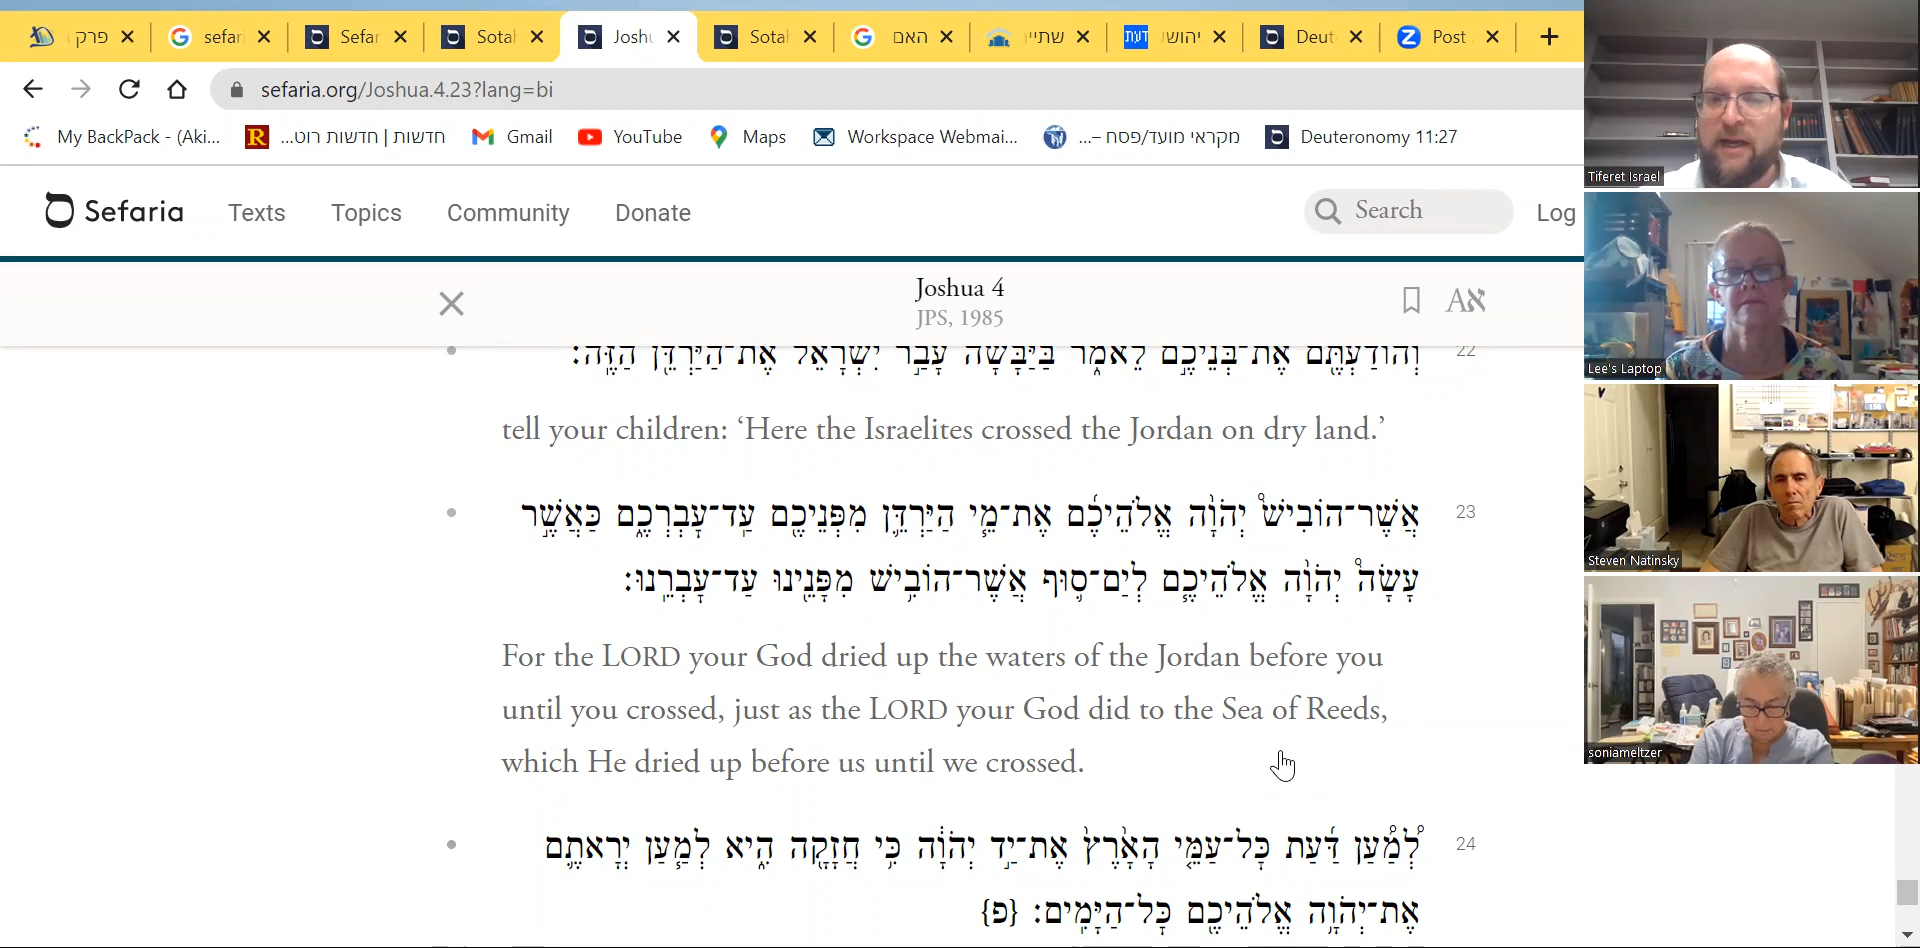 פרק
sefari
Sefar
Sotah
Joshu
Sotah
האם
שתיי
דעת יהושע
Deut
Z Post
sefaria.org/Joshua.4.23?lang=bi
My BackPack - (Aki...
R ...חדשות | חדשות רוט
Gmail
YouTube
Maps
Workspace Webmai...
מקראי מועד/פסח –...
Deuteronomy 11:27
Sefaria
Texts
Topics
Community
Donate
Search
Log
Joshua 4
JPS, 1985
Aא
וְהוֹדַעְתֶּם אֶת־בְּנֵיכֶם לֵאמֹר בַּיַּבָּשָׁה עָבַר יִשְׂרָאֵל אֶת־הַיַּרְדֵּן הַזֶּה׃ 22
tell your children: ‘Here the Israelites crossed the Jordan on dry land.’
אֲשֶׁר־הוֹבִישׁ יְהֹוָה אֱלֹהֵיכֶם אֶת־מֵי הַיַּרְדֵּן מִפְּנֵיכֶם עַד־עׇבְרְכֶם כַּאֲשֶׁר 23
עָשָׂה יְהֹוָה אֱלֹהֵיכֶם לְיַם־סוּף אֲשֶׁר־הוֹבִישׁ מִפָּנֵינוּ עַד־עׇבְרֵנוּ׃
For the LORD your God dried up the waters of the Jordan before you
until you crossed, just as the LORD your God did to the Sea of Reeds,
which He dried up before us until we crossed.
לְמַעַן דַּעַת כׇּל־עַמֵּי הָאָרֶץ אֶת־יַד יְהֹוָה כִּי חֲזָקָה הִיא לְמַעַן יְרָאתֶם 24
אֶת־יְהֹוָה אֱלֹהֵיכֶם כׇּל־הַיָּמִים׃ {פ}
Tiferet Israel
Lee's Laptop
Steven Natinsky
soniameltzer